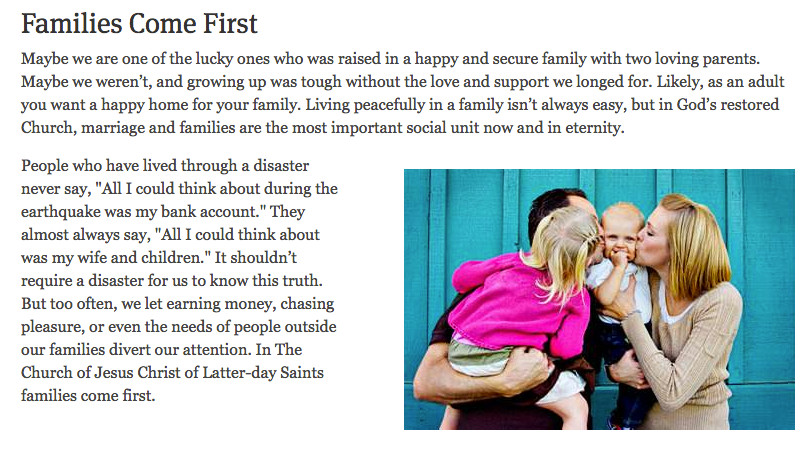 Families Come First
Maybe we are one of the lucky ones who was raised in a happy and secure family with two loving parents.
Maybe we weren’t, and growing up was tough without the love and support we longed for. Likely, as an adult
you want a happy home for your family. Living peacefully in a family isn’t always easy, but in God’s restored
Church, marriage and families are the most important social unit now and in eternity.
People who have lived through a disaster
never say, "All I could think about during the
earthquake was my bank account." They
almost always say, "All I could think about
was my wife and children." It shouldn’t
require a disaster for us to know this truth.
But too often, we let earning money, chasing
pleasure, or even the needs of people outside
our families divert our attention. In The
Church of Jesus Christ of Latter-day Saints
families come first.